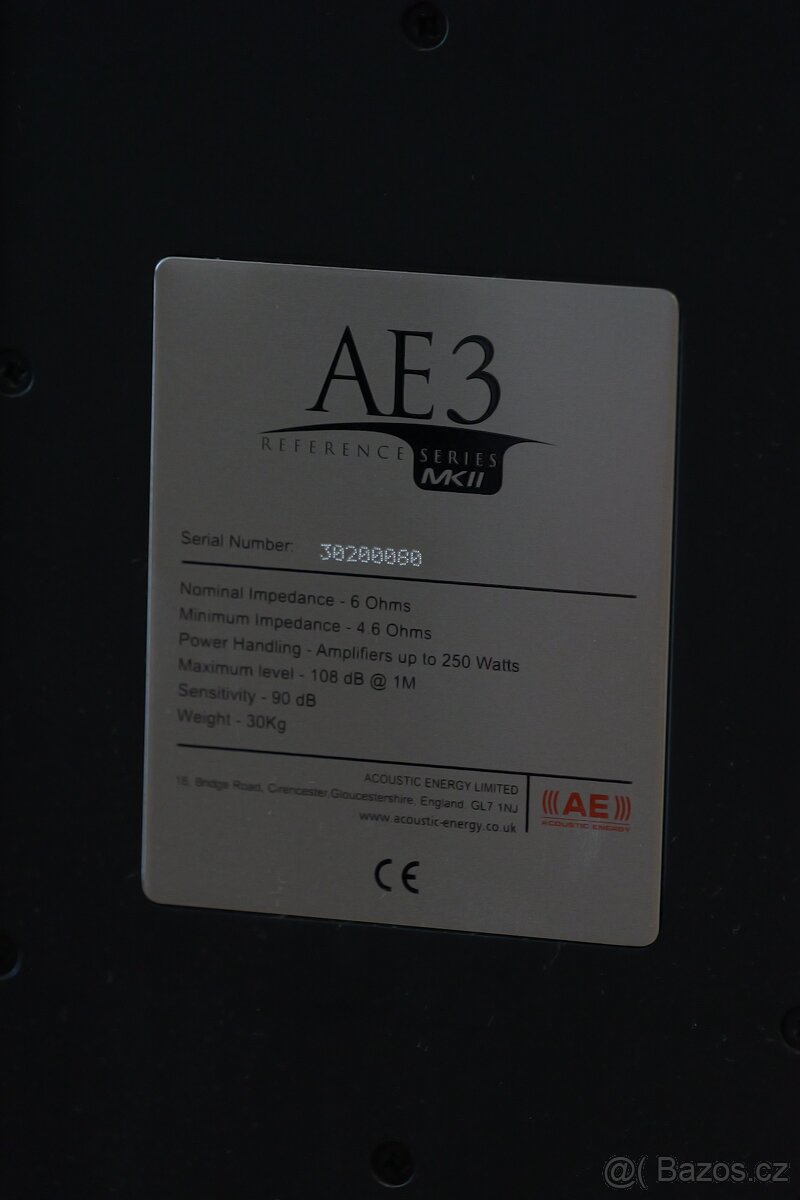 AE3
REFERENCE SERIES
MKII
Serial Number: 30200080
Nominal Impedance - 6 Ohms
Minimum Impedance - 4.6 Ohms
Power Handling - Amplifiers up to 250 Watts
Maximum level - 108 dB @ 1M
Sensitivity - 90 dB
Weight - 30Kg
ACOUSTIC ENERGY LIMITED
16, Bridge Road, Cirencester,Gloucestershire, England. GL7 1NJ
www.acoustic-energy.co.uk
(((AE)))
ACOUSTIC ENERGY
CE
@( Bazos.cz